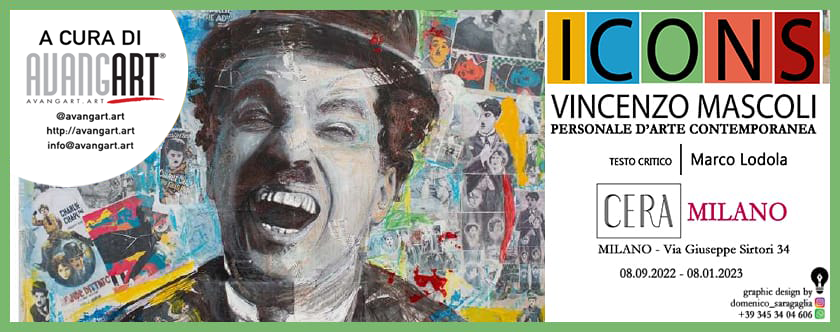 A CURA DI
AVANGART®
AVANGART.ART
@avangart.art
http://avangart.art
info@avangart.art
CHARLIE
ICONS
VINCENZO MASCOLI
PERSONALE D'ARTE CONTEMPORANEA
TESTO CRITICO
Marco Lodola
CERA MILANO
MILANO - Via Giuseppe Sirtori 34
08.09.2022 - 08.01.2023
graphic design by
domenico_saragaglia
+39 345 34 04 606